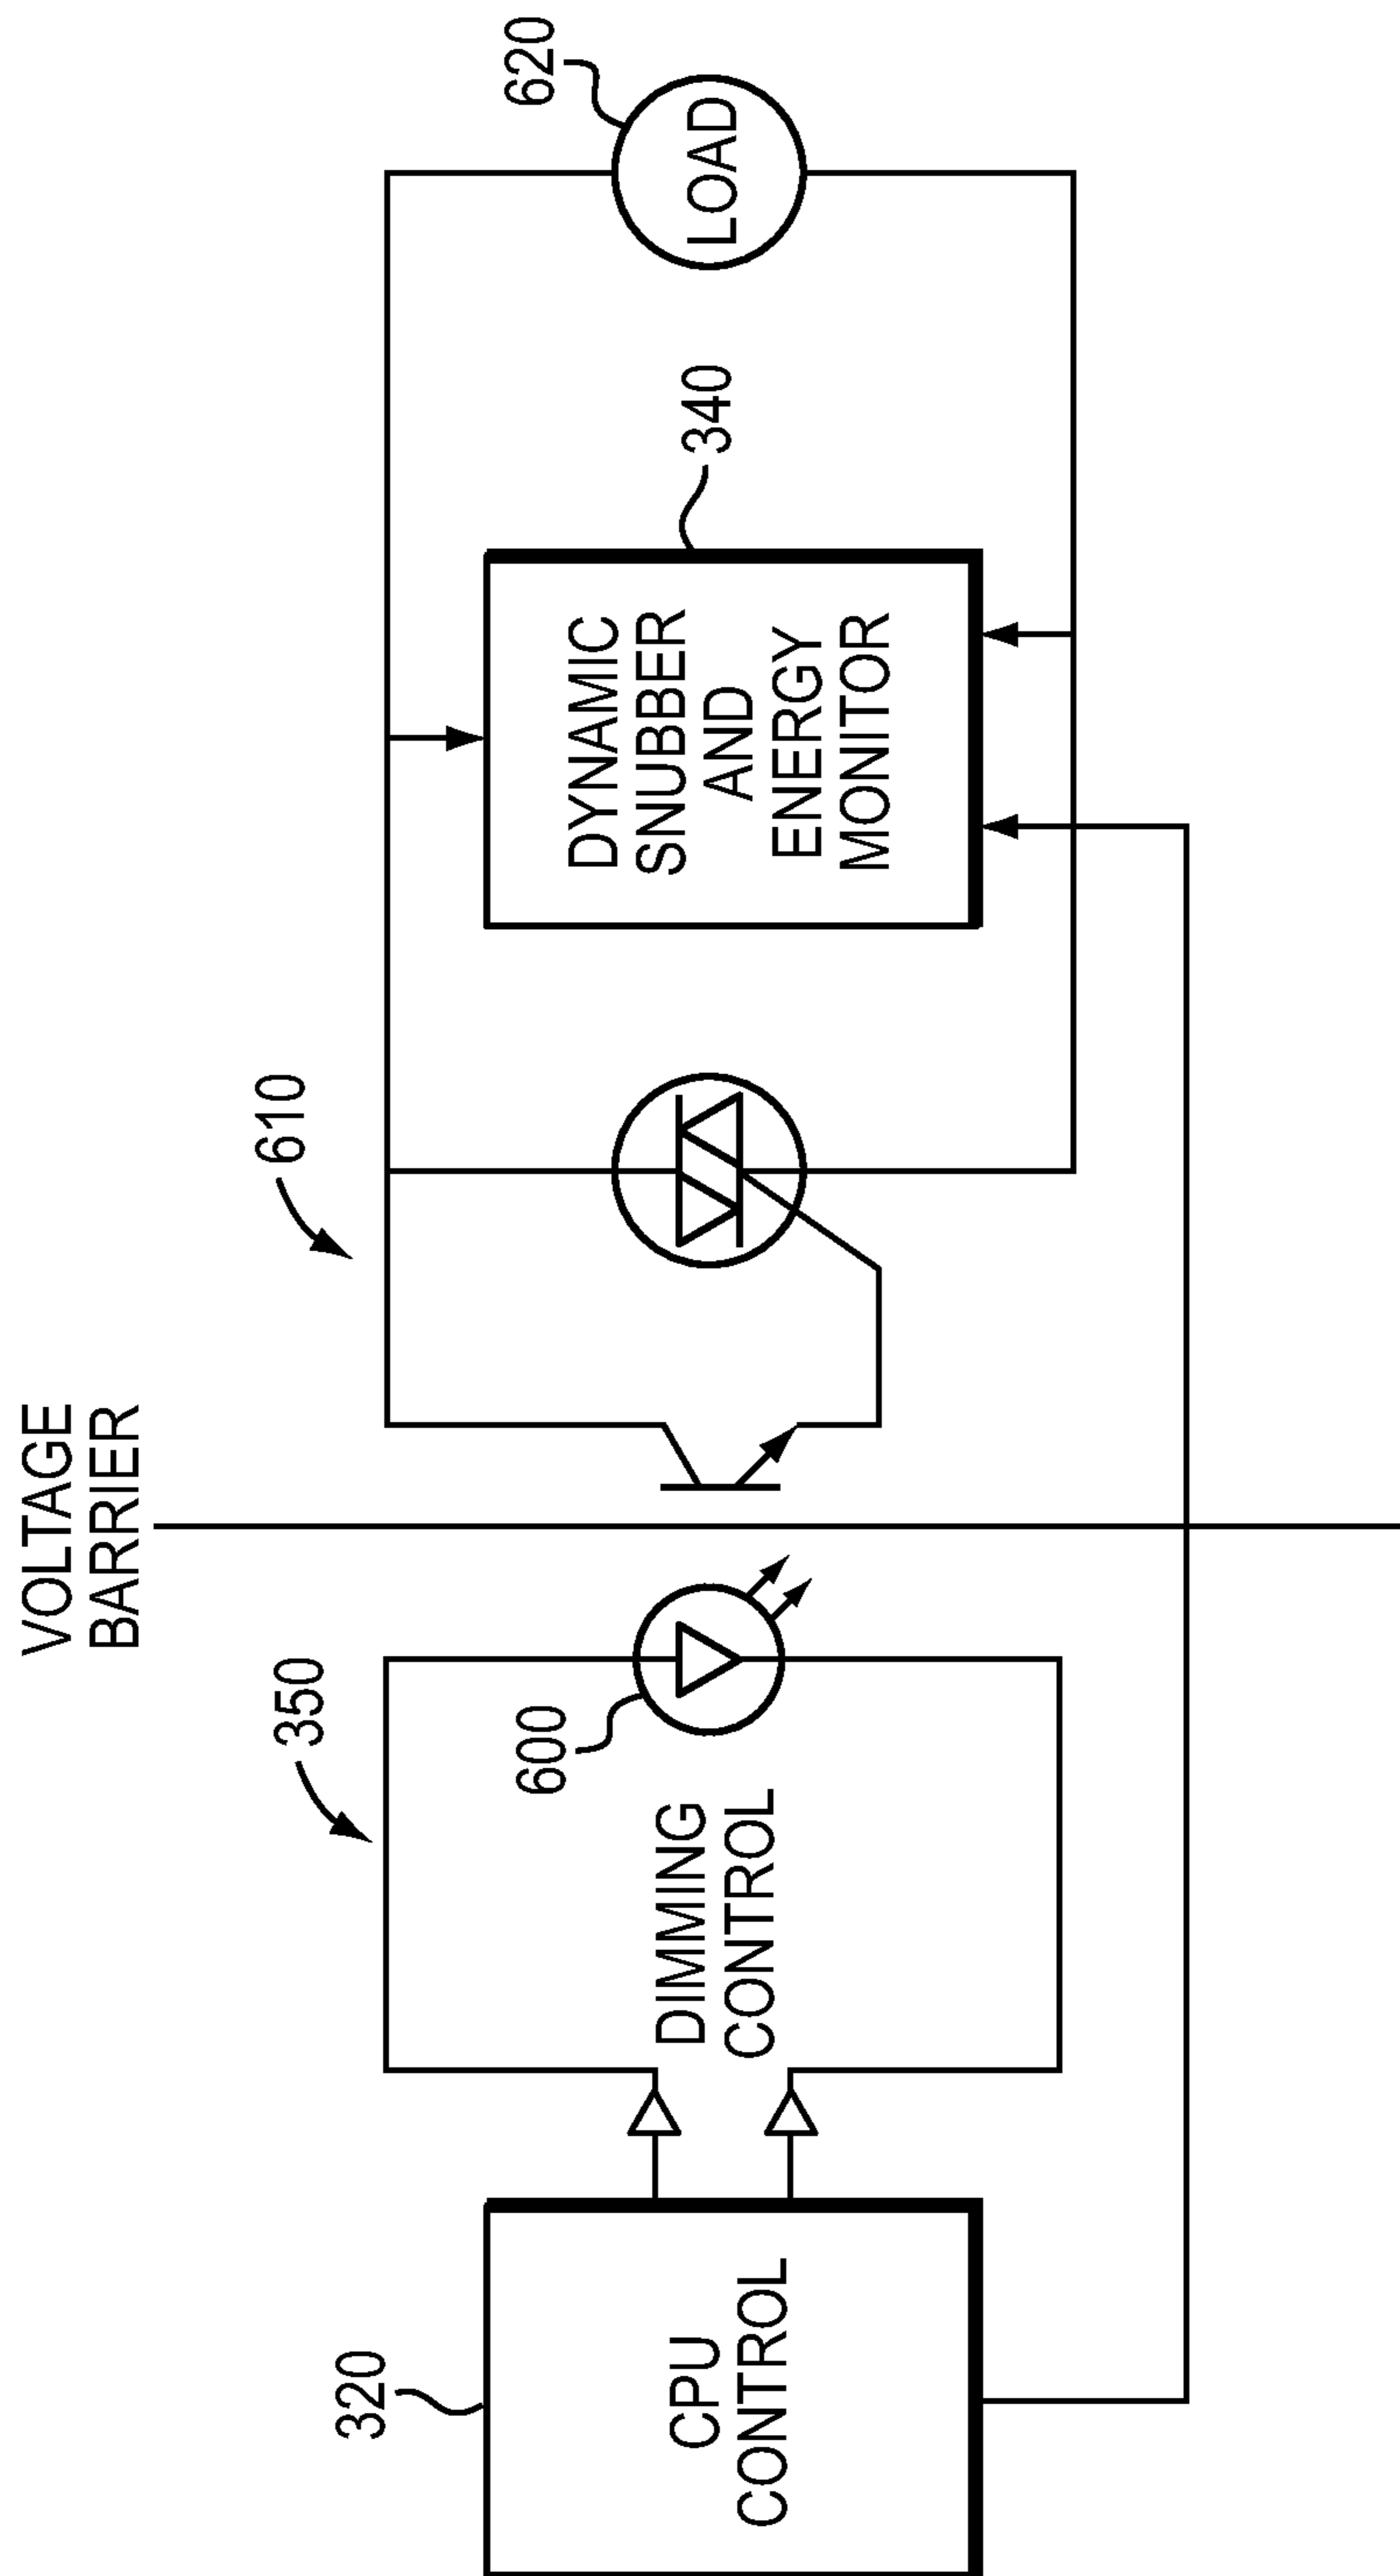 VOLTAGE
BARRIER
350
610
620
320
600
340
CPU
CONTROL
DIMMING
CONTROL
DYNAMIC
SNUBBER
AND
ENERGY
MONITOR
LOAD